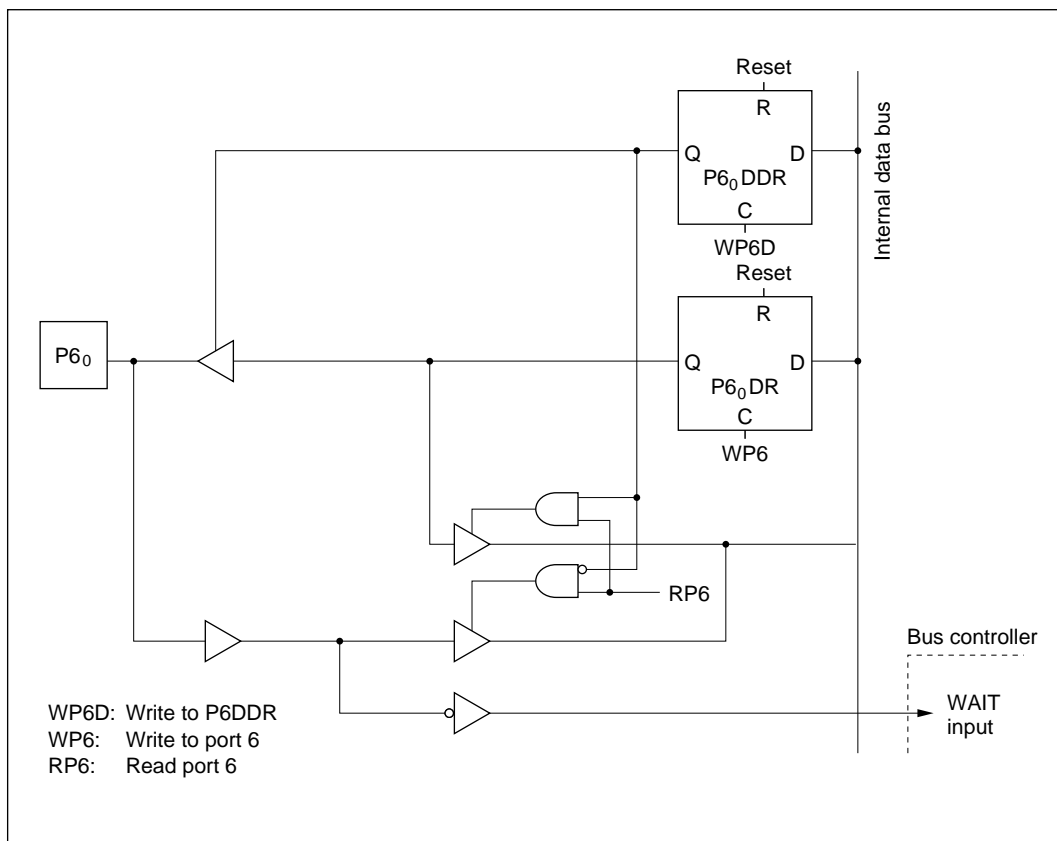 Reset
R
Q
D
P6₀DDR
C
WP6D
Internal data bus
Reset
R
P6₀
Q
D
P6₀DR
C
WP6
RP6
Bus controller
WAIT
input
WP6D: Write to P6DDR
WP6: Write to port 6
RP6: Read port 6